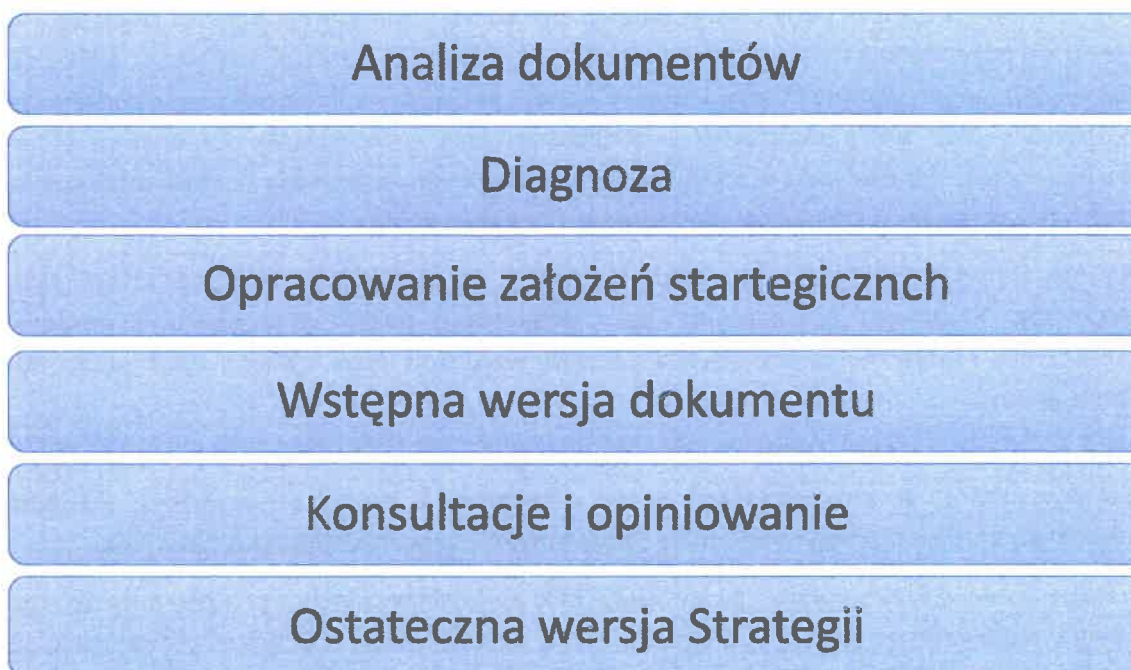 Analiza dokumentów
Diagnoza
Opracowanie założeń startegicznch
Wstępna wersja dokumentu
Konsultacje i opiniowanie
Ostateczna wersja Strategii